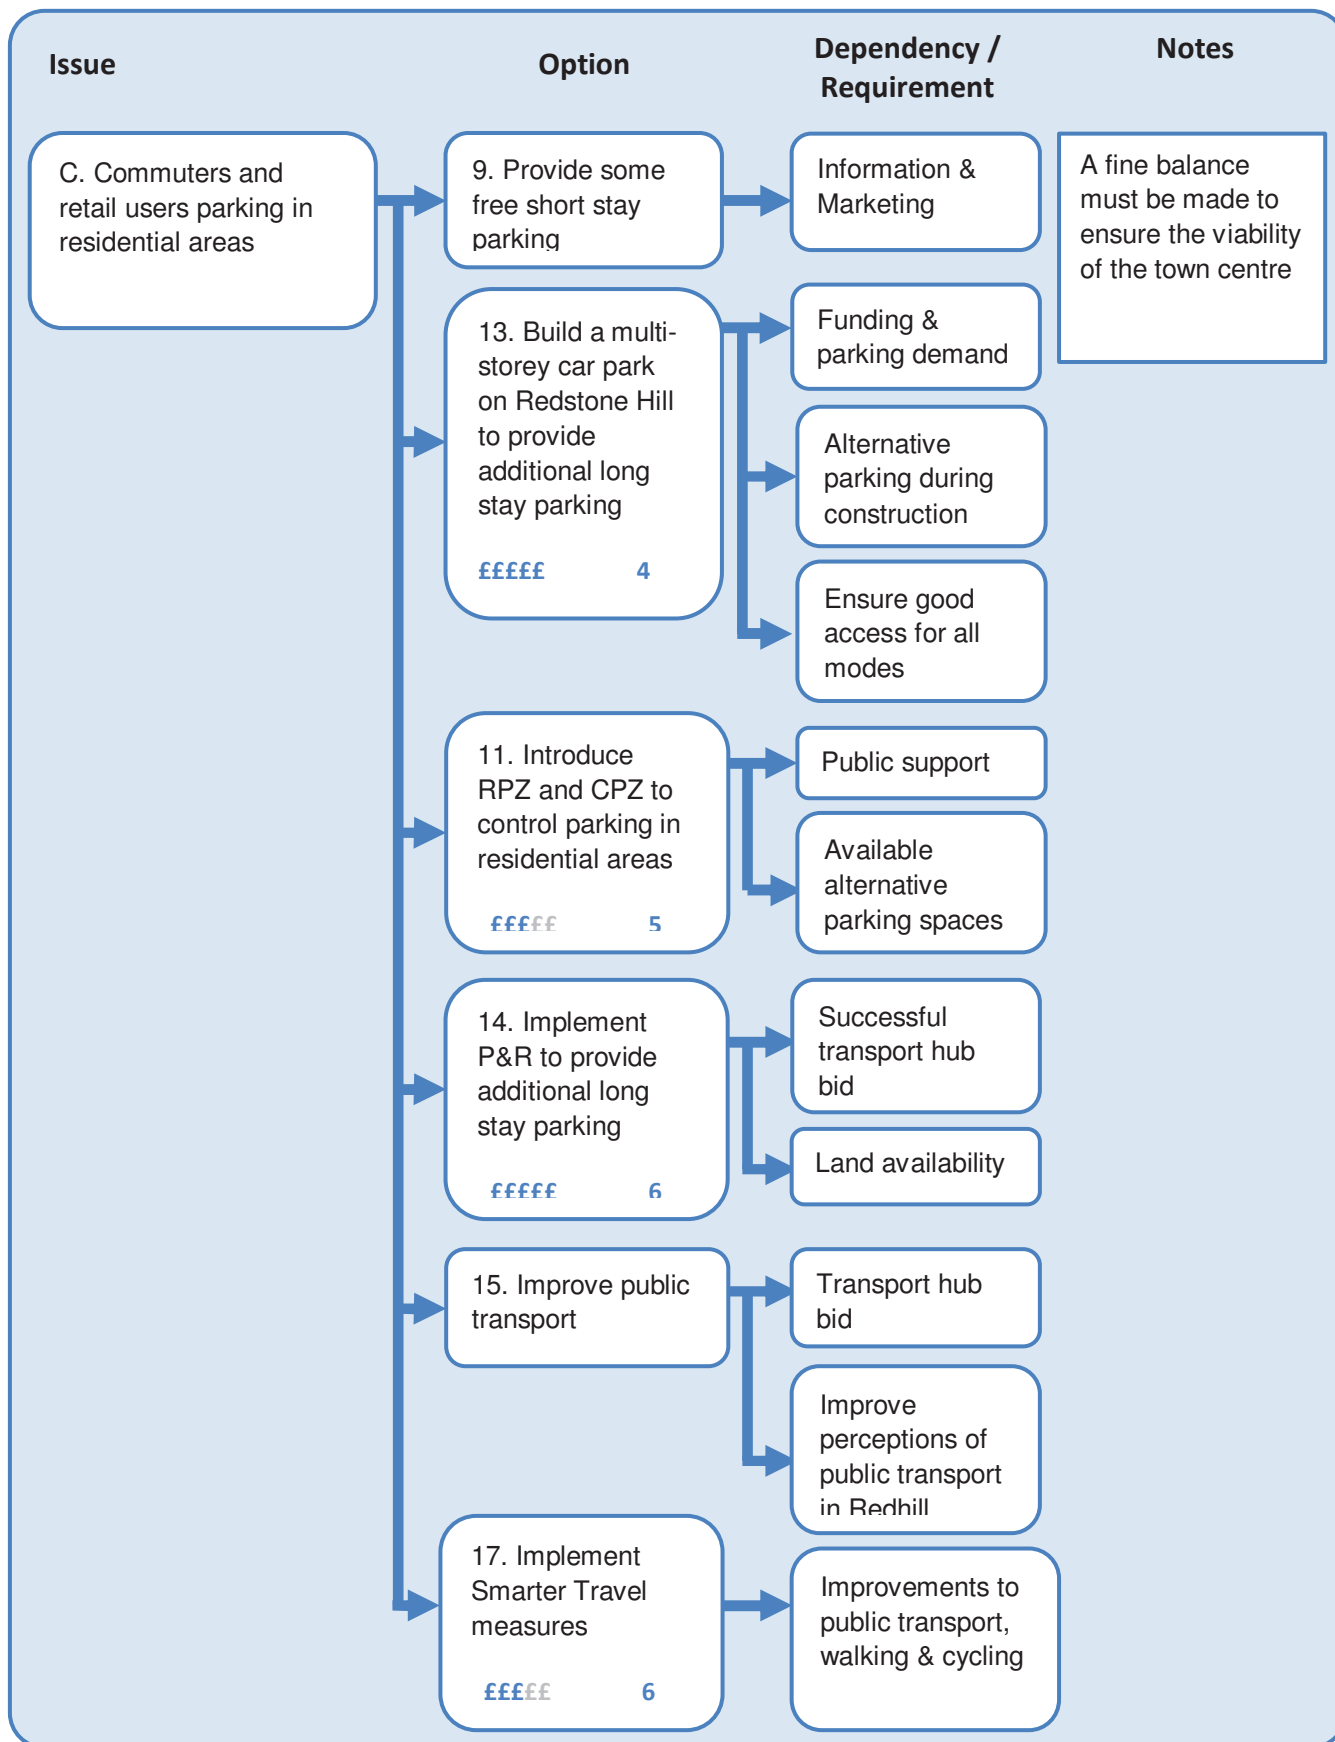 Issue
Option
Dependency /
Requirement
Notes
C. Commuters and
retail users parking in
residential areas
9. Provide some
free short stay
parking
Information &
Marketing
A fine balance
must be made to
ensure the viability
of the town centre
13. Build a multi-
storey car park
on Redstone Hill
to provide
additional long
stay parking
£££££ 4
Funding &
parking demand
Alternative
parking during
construction
Ensure good
access for all
modes
11. Introduce
RPZ and CPZ to
control parking in
residential areas
£££££ 5
Public support
Available
alternative
parking spaces
14. Implement
P&R to provide
additional long
stay parking
£££££ 6
Successful
transport hub
bid
Land availability
15. Improve public
transport
Transport hub
bid
Improve
perceptions of
public transport
in Redhill
17. Implement
Smarter Travel
measures
£££££ 6
Improvements to
public transport,
walking & cycling